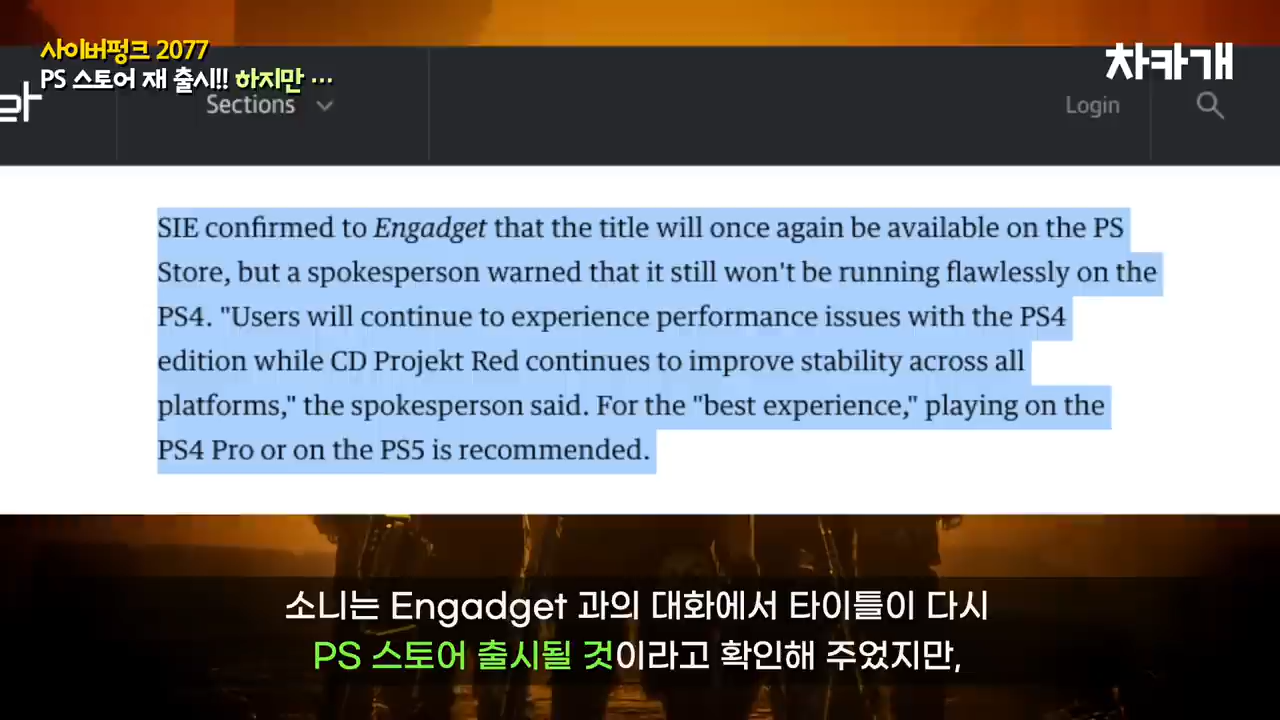 사이버펑크 2077
PS 스토어 재 출시!! 하지만 …
차카개
et
Sections
Login
SIE confirmed to Engadget that the title will once again be available on the PS
Store, but a spokesperson warned that it still won't be running flawlessly on the
PS4. "Users will continue to experience performance issues with the PS4
edition while CD Projekt Red continues to improve stability across all
platforms," the spokesperson said. For the "best experience," playing on the
PS4 Pro or on the PS5 is recommended.
소니는 Engadget 과의 대화에서 타이틀이 다시
PS 스토어 출시될 것이라고 확인해 주었지만,